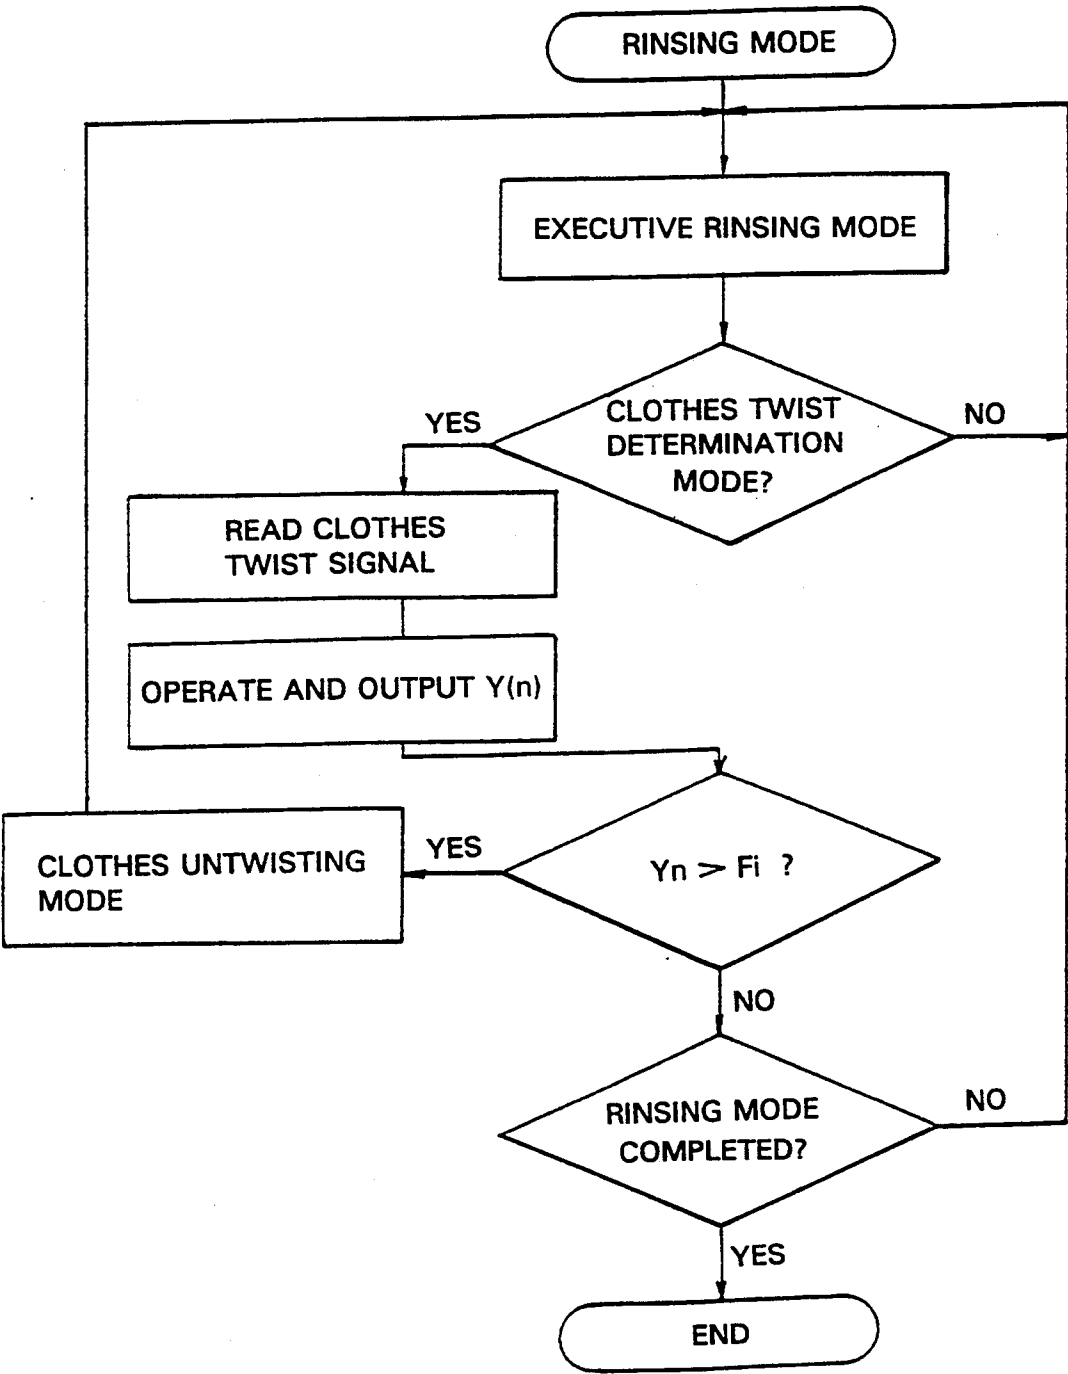 RINSING MODE
EXECUTIVE RINSING MODE
CLOTHES TWIST
DETERMINATION
MODE?
YES
NO
READ CLOTHES
TWIST SIGNAL
OPERATE AND OUTPUT Y(n)
Yn > Fi ?
YES
CLOTHES UNTWISTING
MODE
NO
RINSING MODE
COMPLETED?
NO
YES
END